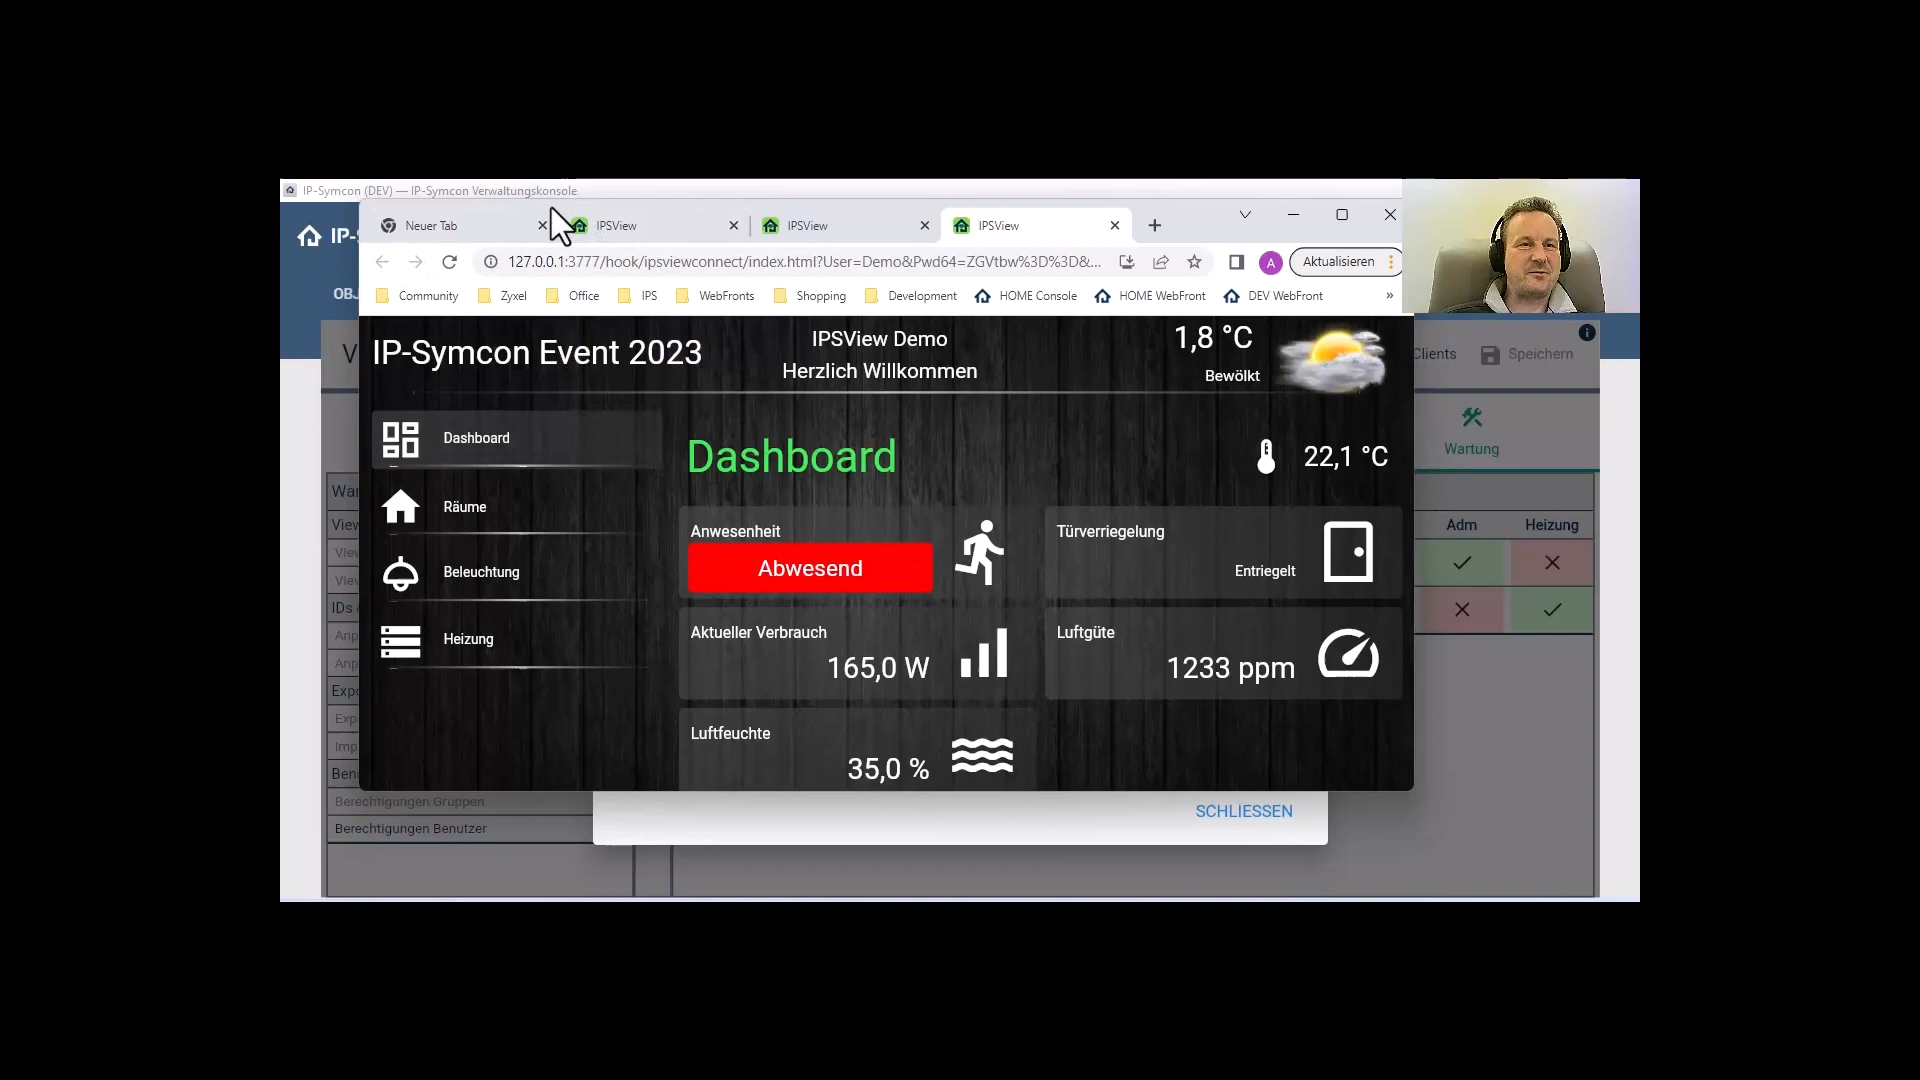 IP-Symcon (DEV) — IP-Symcon Verwaltungskonsole
Neuer Tab
IPSView
IPSView
IPSView
127.0.0.1:3777/hook/ipsviewconnect/index.html?User=Demo&Pwd64=ZGVtbw%3D%3D&...
A
Aktualisieren
Community
Zyxel
Office
IPS
WebFronts
Shopping
Development
HOME Console
HOME WebFront
DEV WebFront
»
IP-Symcon Event 2023
IPSView Demo
Herzlich Willkommen
1,8 °C
Bewölkt
Clients
Speichern
Dashboard
Räume
Beleuchtung
Heizung
Dashboard
22,1 °C
Anwesenheit
Abwesend
Türverriegelung
Entriegelt
Aktueller Verbrauch
165,0 W
Luftgüte
1233 ppm
Luftfeuchte
35,0 %
Wartung
Adm
Heizung
Berechtigungen Gruppen
Berechtigungen Benutzer
SCHLIESSEN